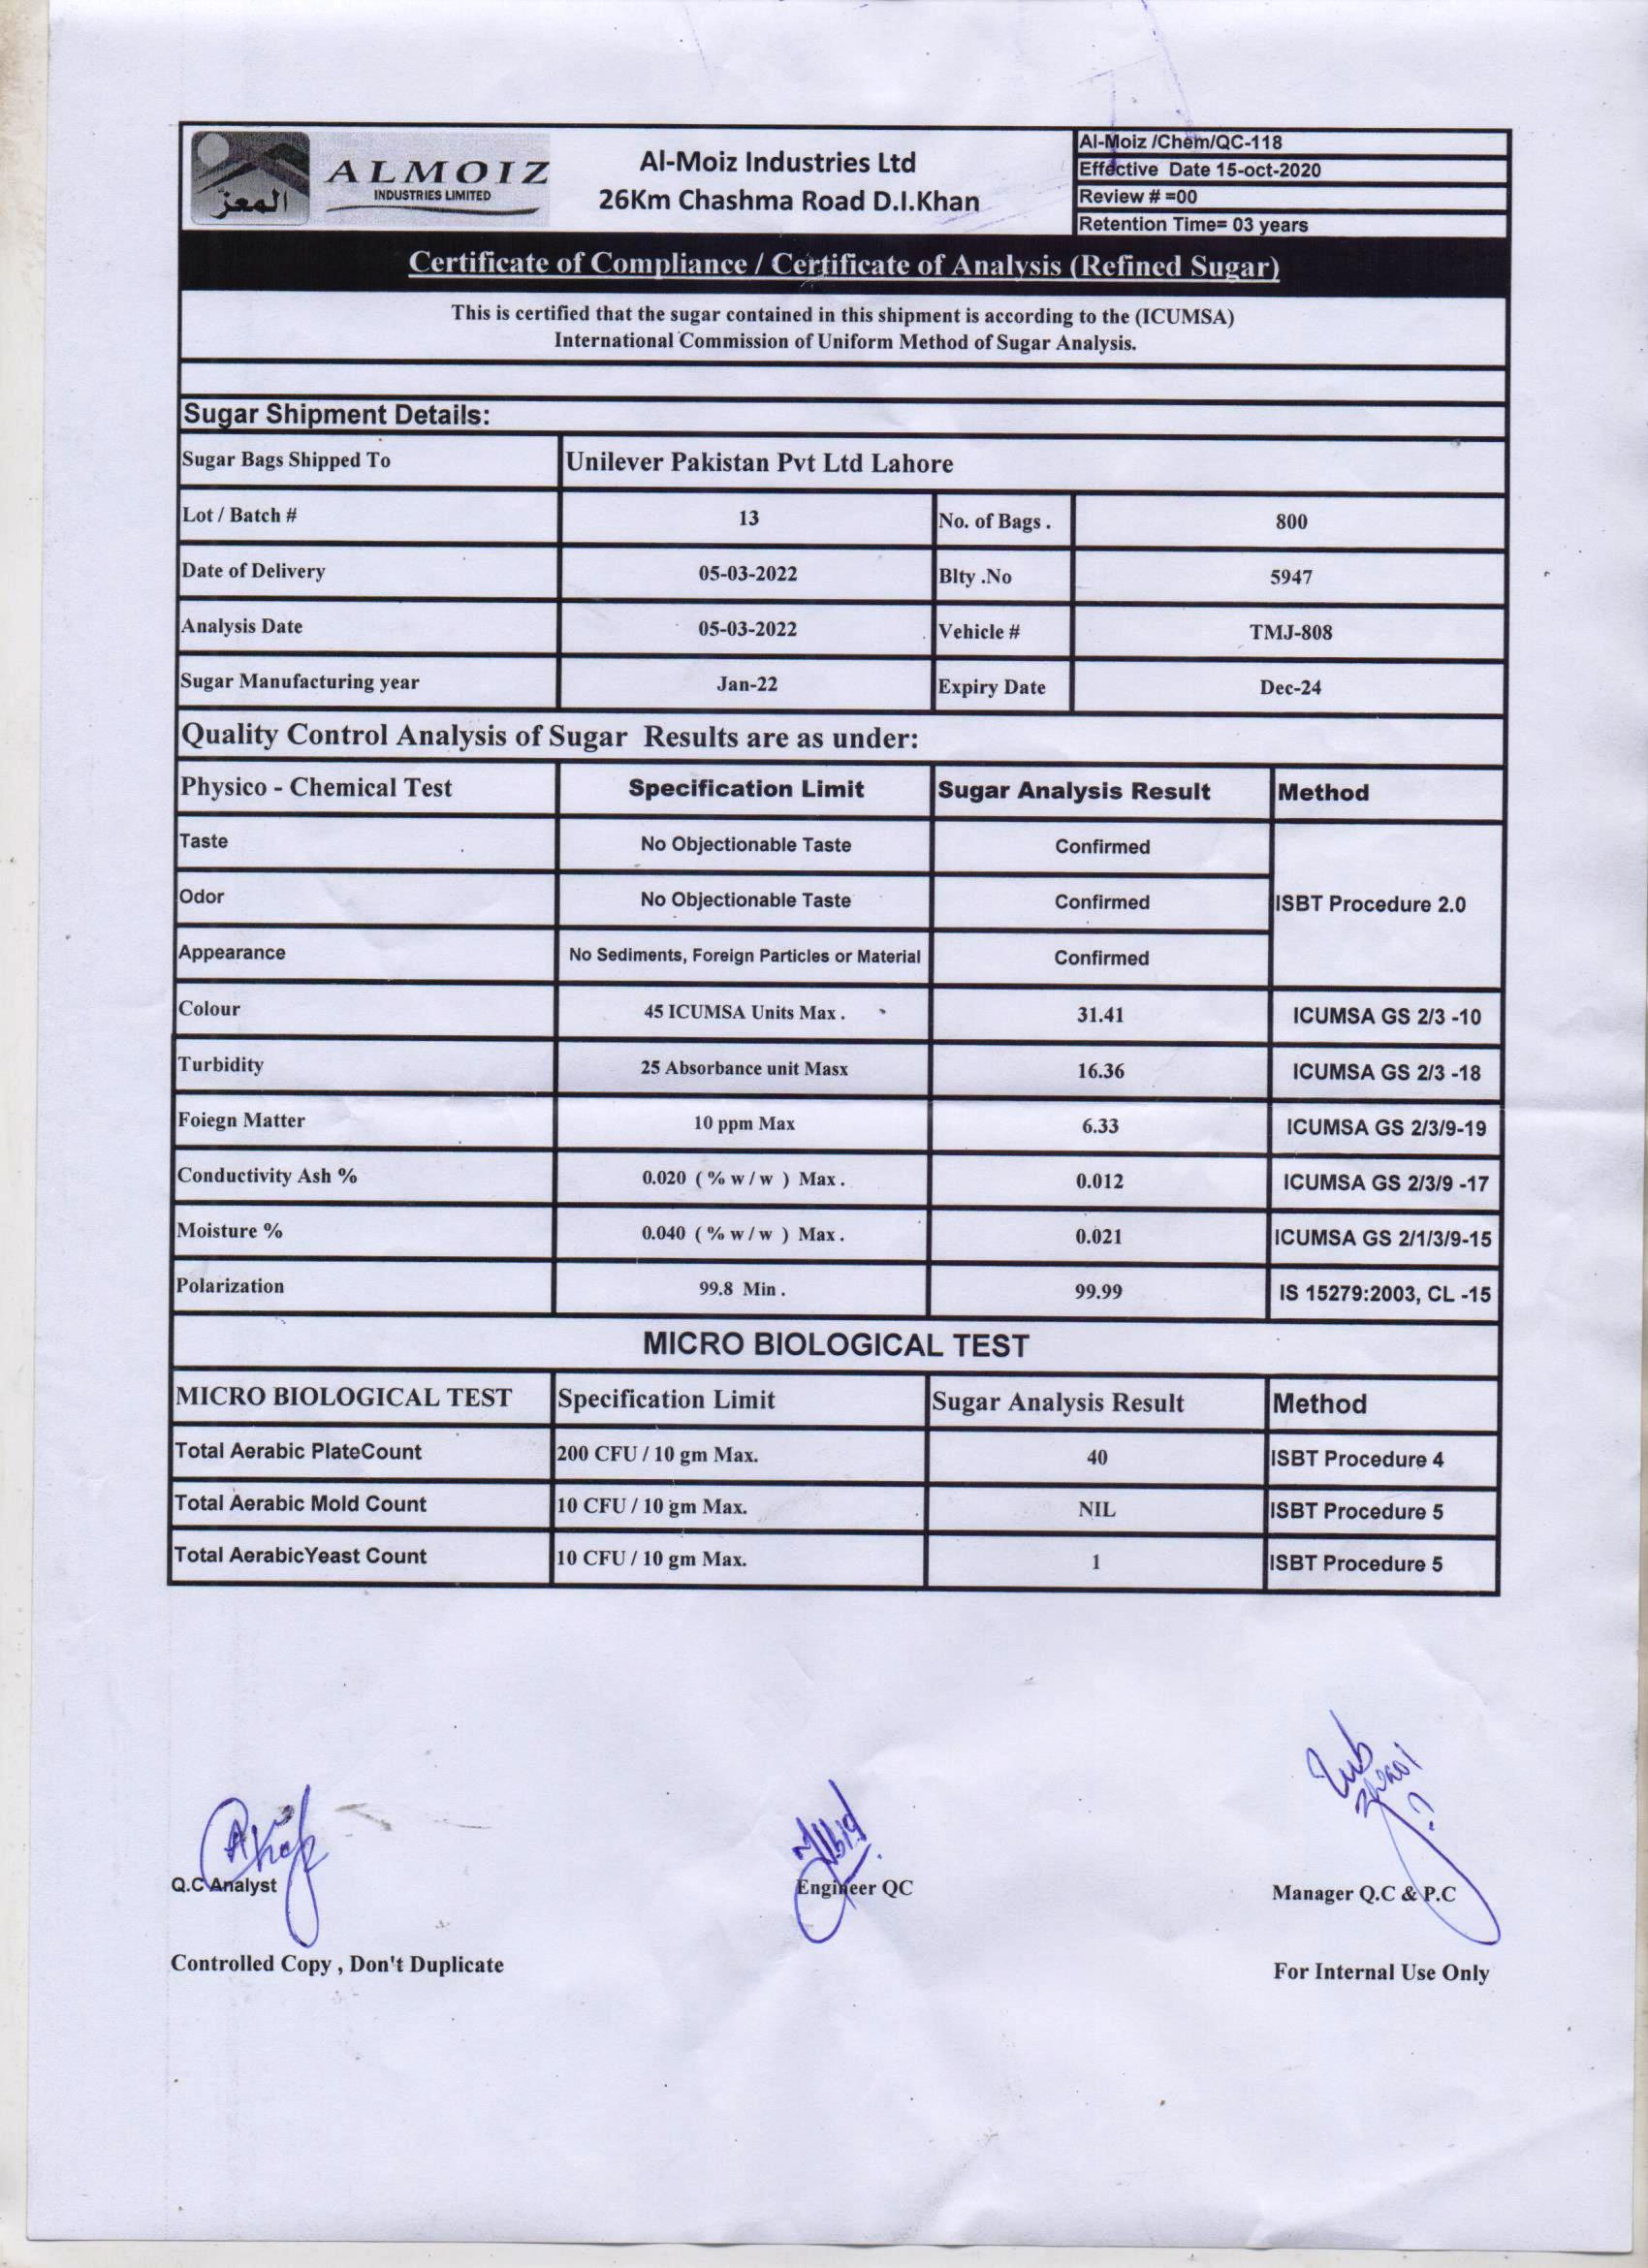 المعز
ALMOIZ
INDUSTRIES LIMITED
Al-Moiz Industries Ltd
26Km Chashma Road D.I.Khan
Al-Moiz /Chem/QC-118
Effective Date 15-oct-2020
Review # =00
Retention Time= 03 years
Certificate of Compliance / Certificate of Analysis (Refined Sugar)
This is certified that the sugar contained in this shipment is according to the (ICUMSA)
International Commission of Uniform Method of Sugar Analysis.
Sugar Shipment Details:
Sugar Bags Shipped To Unilever Pakistan Pvt Ltd Lahore
Lot / Batch # 13 No. of Bags . 800
Date of Delivery 05-03-2022 Blty .No 5947
Analysis Date 05-03-2022 Vehicle # TMJ-808
Sugar Manufacturing year Jan-22 Expiry Date Dec-24
Quality Control Analysis of Sugar Results are as under:
Physico - Chemical Test Specification Limit Sugar Analysis Result Method
Taste No Objectionable Taste Confirmed
Odor No Objectionable Taste Confirmed ISBT Procedure 2.0
Appearance No Sediments, Foreign Particles or Material Confirmed
Colour 45 ICUMSA Units Max . 31.41 ICUMSA GS 2/3 -10
Turbidity 25 Absorbance unit Masx 16.36 ICUMSA GS 2/3 -18
Foiegn Matter 10 ppm Max 6.33 ICUMSA GS 2/3/9-19
Conductivity Ash % 0.020 ( % w / w ) Max . 0.012 ICUMSA GS 2/3/9 -17
Moisture % 0.040 ( % w / w ) Max . 0.021 ICUMSA GS 2/1/3/9-15
Polarization 99.8 Min . 99.99 IS 15279:2003, CL -15
MICRO BIOLOGICAL TEST
MICRO BIOLOGICAL TEST Specification Limit Sugar Analysis Result Method
Total Aerabic PlateCount 200 CFU / 10 gm Max. 40 ISBT Procedure 4
Total Aerabic Mold Count 10 CFU / 10 gm Max. NIL ISBT Procedure 5
Total AerabicYeast Count 10 CFU / 10 gm Max. 1 ISBT Procedure 5
Q.C Analyst Engineer QC Manager Q.C & P.C
Controlled Copy , Don't Duplicate For Internal Use Only